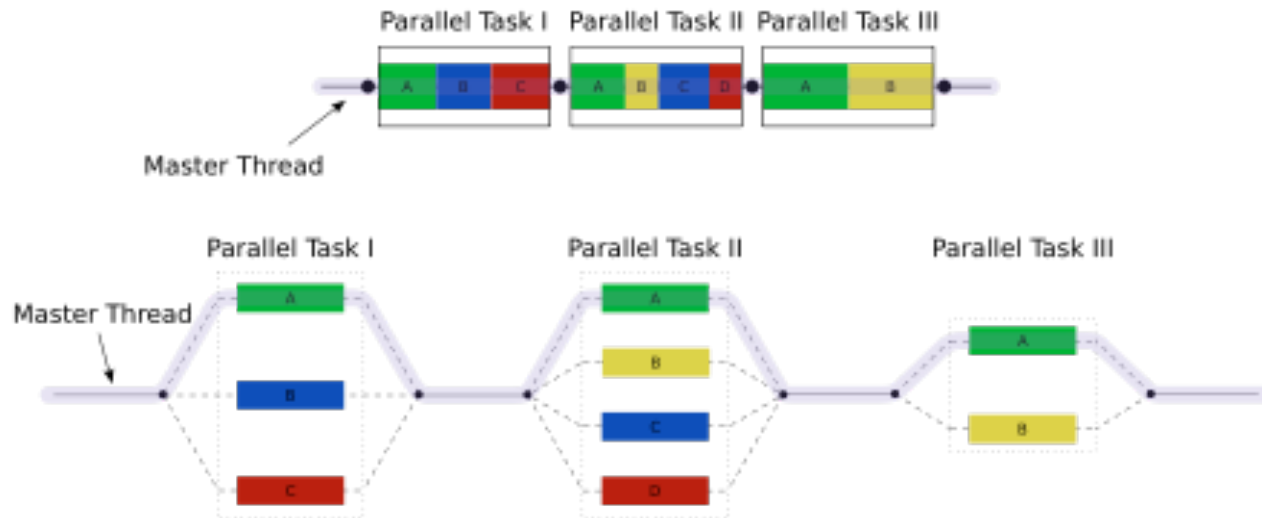 Parallel Task I Parallel Task II Parallel Task III
A B C A B C D A B
Master Thread
Parallel Task I Parallel Task II Parallel Task III
A A
Master Thread
A
B
B
C
B
C D